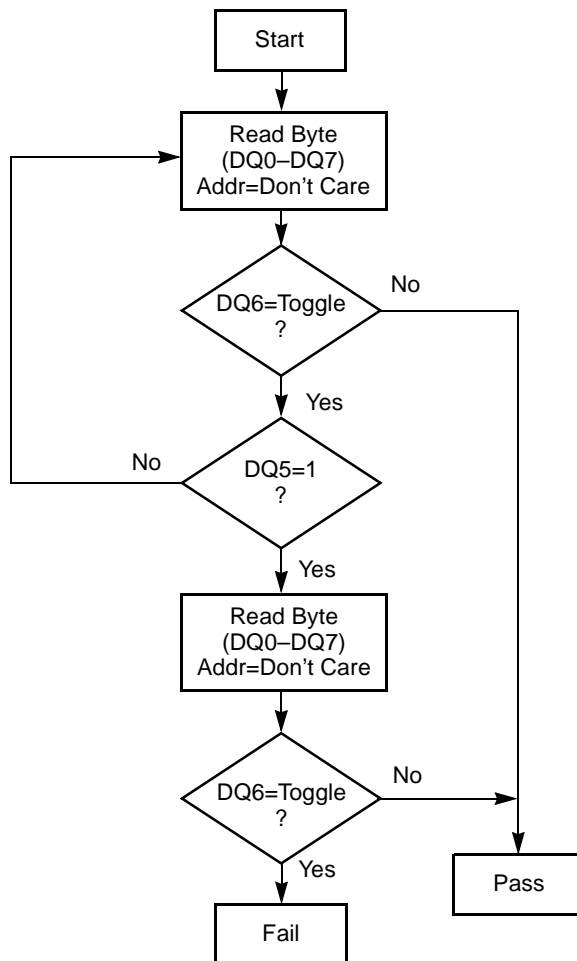 Start
Read Byte
(DQ0–DQ7)
Addr=Don't Care
DQ6=Toggle
?
No
Yes
DQ5=1
?
No
Yes
Read Byte
(DQ0–DQ7)
Addr=Don't Care
DQ6=Toggle
?
No
Yes
Pass
Fail